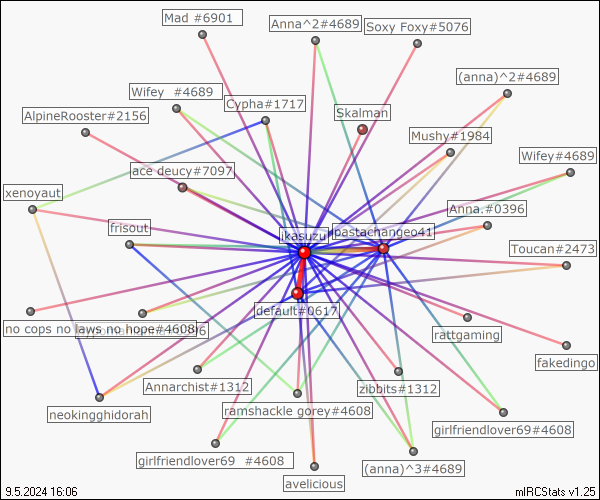 Mad #6901
Anna^2#4689
Soxy Foxy#5076
(anna)^2#4689
Wifey  #4689
Cypha#1717
AlpineRooster#2156
Skalman
Mushy#1984
Wifey#4689
ace deucy#7097
xenoyaut
Anna.#0396
frisout
ikasuzu
pastachangeo41
Toucan#2473
default#0617
no cops no laws no hope#4608
rattgaming
fakedingo
Annarchist#1312
zibbits#1312
neokingghidorah
ramshackle gorey#4608
girlfriendlover69#4608
girlfriendlover69  #4608
(anna)^3#4689
avelicious
9.5.2024 16:06
mIRCStats v1.25